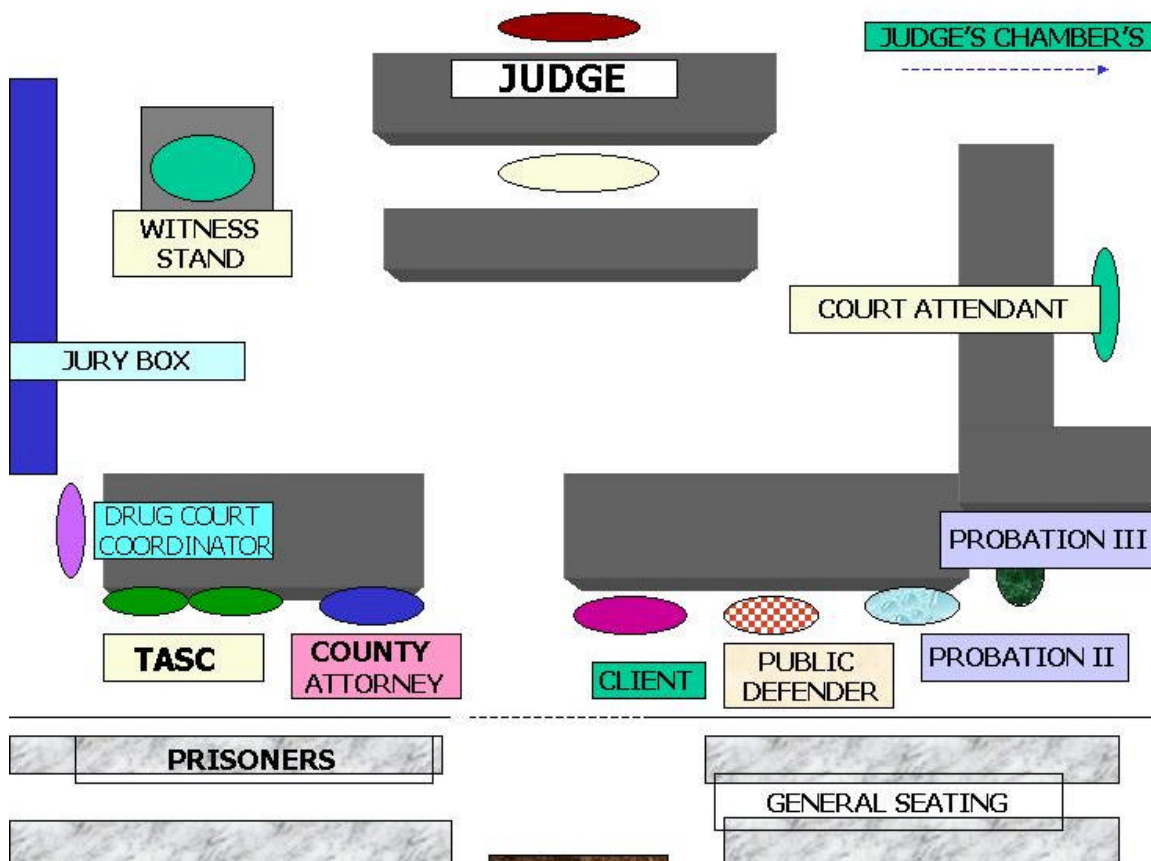 JUDGE'S CHAMBER'S
JUDGE
WITNESS
STAND
COURT ATTENDANT
JURY BOX
DRUG COURT
COORDINATOR
PROBATION III
TASC
COUNTY
ATTORNEY
CLIENT
PUBLIC
DEFENDER
PROBATION II
PRISONERS
GENERAL SEATING